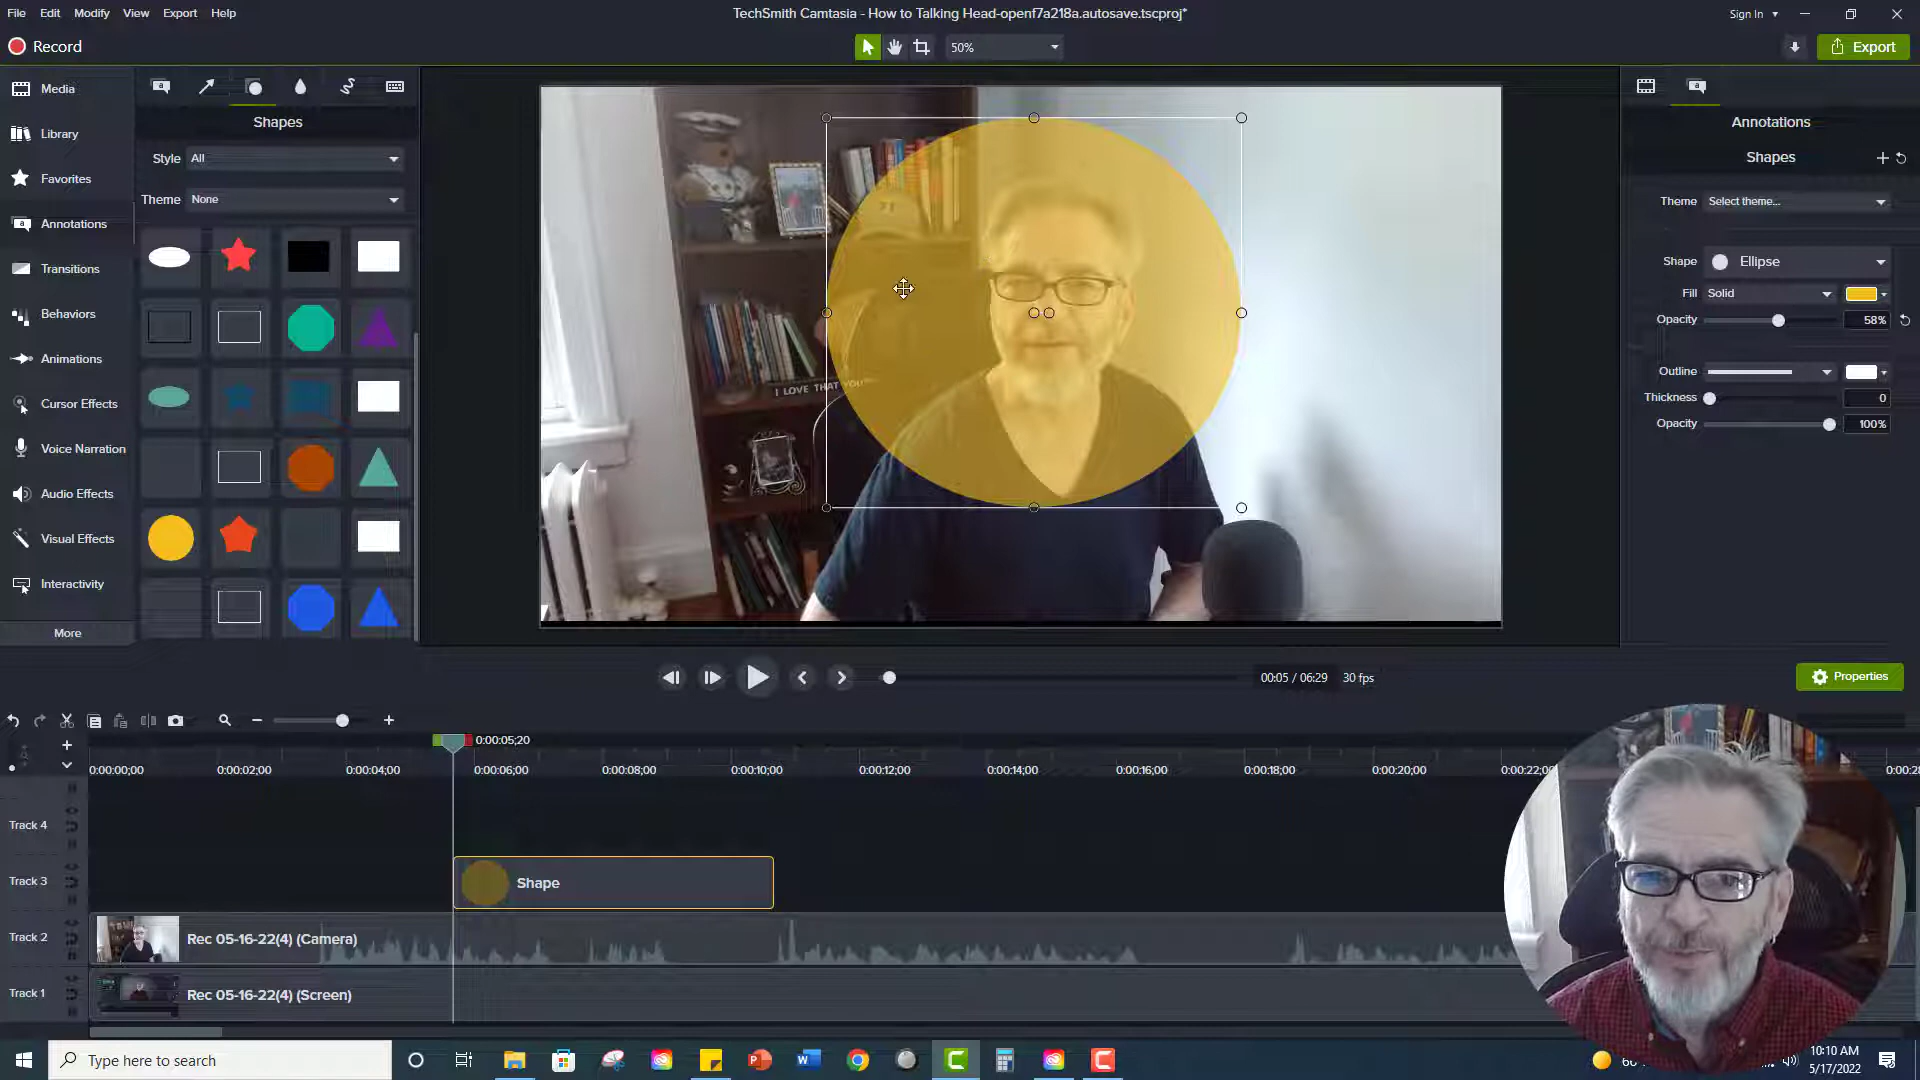 File Edit Modify View Export Help
TechSmith Camtasia - How to Talking Head-openf7a218a.autosave.tscproj*
Sign In
Record
50%
Export
Media
Library
Favorites
Annotations
Transitions
Behaviors
Animations
Cursor Effects
Voice Narration
Audio Effects
Visual Effects
Interactivity
More
Shapes
Style All
Theme None
I LOVE THAT YOU
Annotations
Shapes
Theme Select theme...
Shape Ellipse
Fill Solid
Opacity 58%
Outline
Thickness 0
Opacity 100%
00:05 / 06:29 30 fps
Properties
0:00:05;20
0:00:00;00 0:00:02;00 0:00:04;00 0:00:06;00 0:00:08;00 0:00:10;00 0:00:12;00 0:00:14;00 0:00:16;00 0:00:18;00 0:00:20;00 0:00:22;00
Track 4
Track 3 Shape
Track 2 Rec 05-16-22(4) (Camera)
Track 1 Rec 05-16-22(4) (Screen)
Type here to search
10:10 AM
5/17/2022